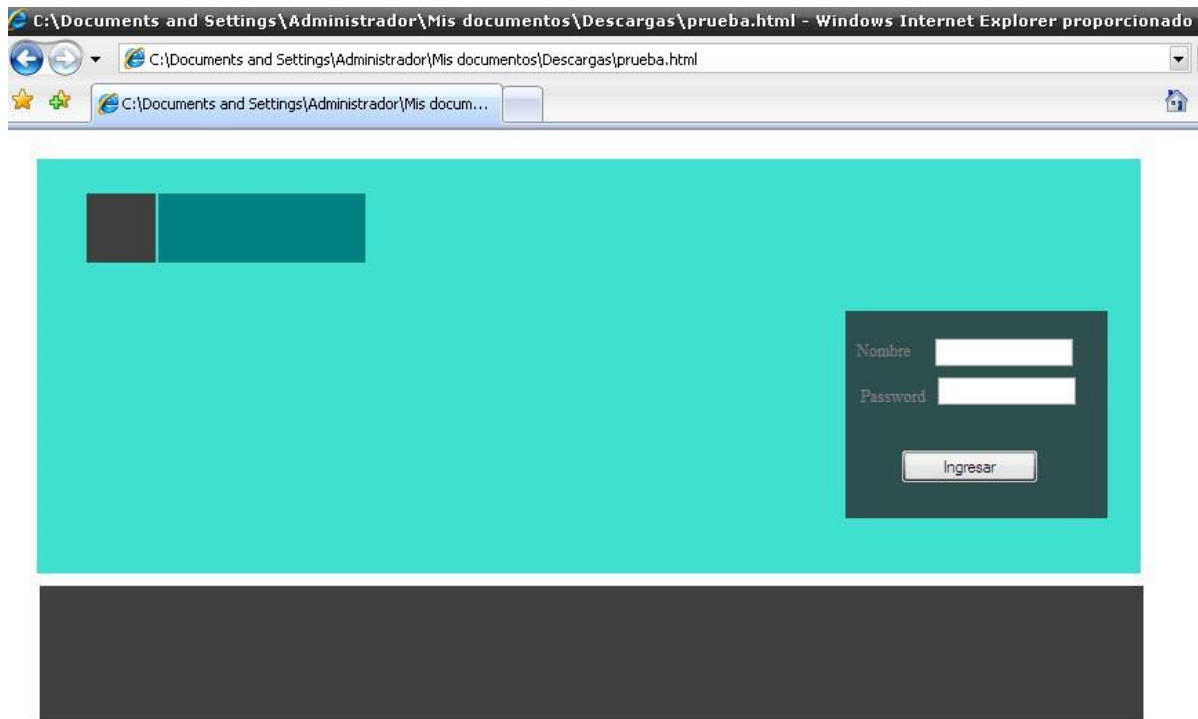 C:\Documents and Settings\Administrador\Mis documentos\Descargas\prueba.html - Windows Internet Explorer proporcionado
C:\Documents and Settings\Administrador\Mis documentos\Descargas\prueba.html
C:\Documents and Settings\Administrador\Mis docum...
Nombre
Password
Ingresar